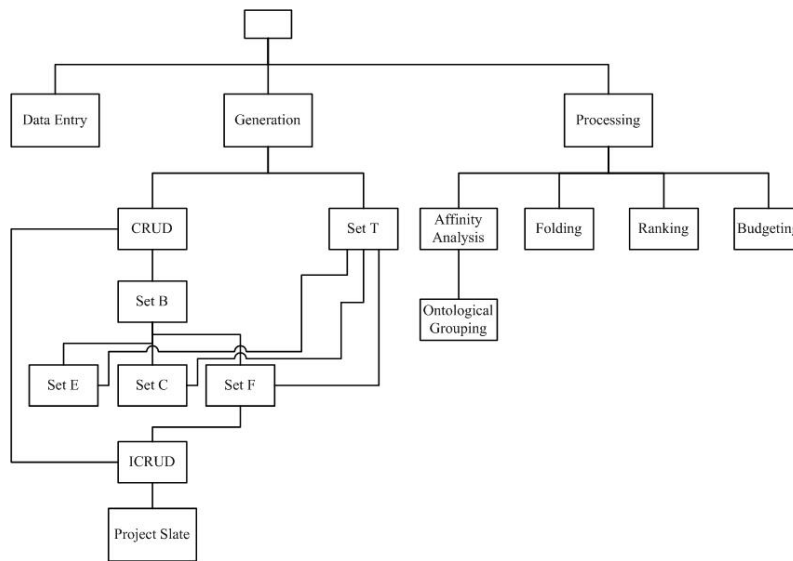 Data Entry
Generation
Processing
CRUD
Set T
Affinity
Analysis
Folding
Ranking
Budgeting
Set B
Ontological
Grouping
Set E
Set C
Set F
ICRUD
Project Slate